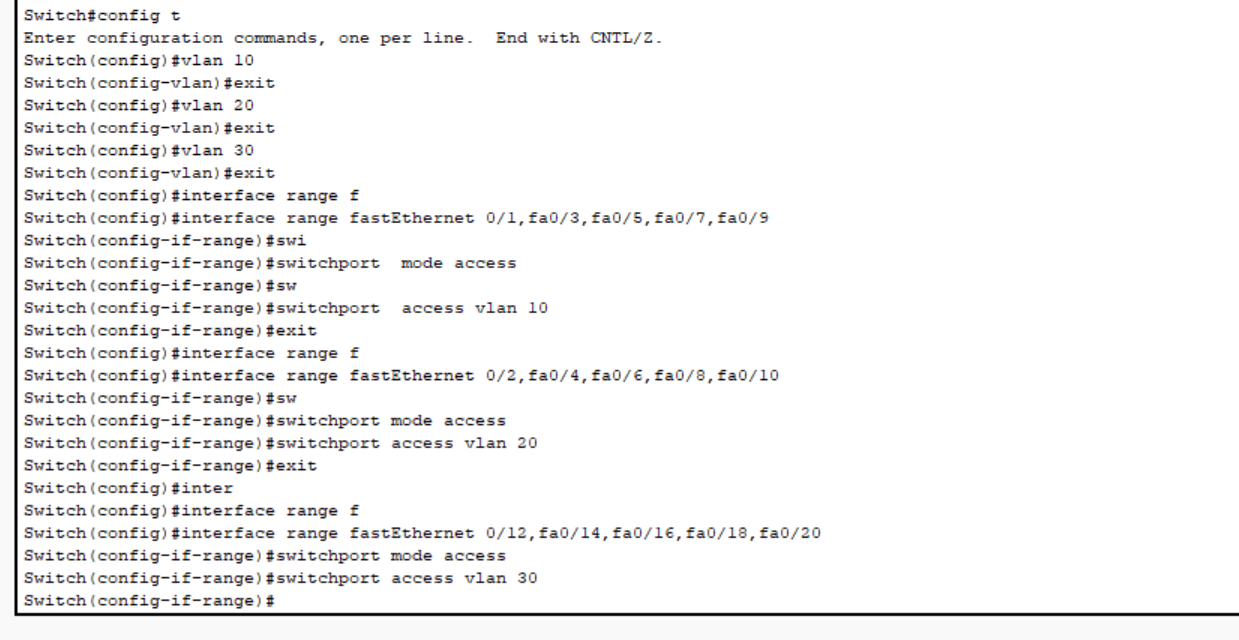 Switch#config t
Enter configuration commands, one per line.  End with CNTL/Z.
Switch(config)#vlan 10
Switch(config-vlan)#exit
Switch(config)#vlan 20
Switch(config-vlan)#exit
Switch(config)#vlan 30
Switch(config-vlan)#exit
Switch(config)#interface range f
Switch(config)#interface range fastEthernet 0/1,fa0/3,fa0/5,fa0/7,fa0/9
Switch(config-if-range)#swi
Switch(config-if-range)#switchport  mode access
Switch(config-if-range)#sw
Switch(config-if-range)#switchport  access vlan 10
Switch(config-if-range)#exit
Switch(config)#interface range f
Switch(config)#interface range fastEthernet 0/2,fa0/4,fa0/6,fa0/8,fa0/10
Switch(config-if-range)#sw
Switch(config-if-range)#switchport mode access
Switch(config-if-range)#switchport access vlan 20
Switch(config-if-range)#exit
Switch(config)#inter
Switch(config)#interface range f
Switch(config)#interface range fastEthernet 0/12,fa0/14,fa0/16,fa0/18,fa0/20
Switch(config-if-range)#switchport mode access
Switch(config-if-range)#switchport access vlan 30
Switch(config-if-range)#